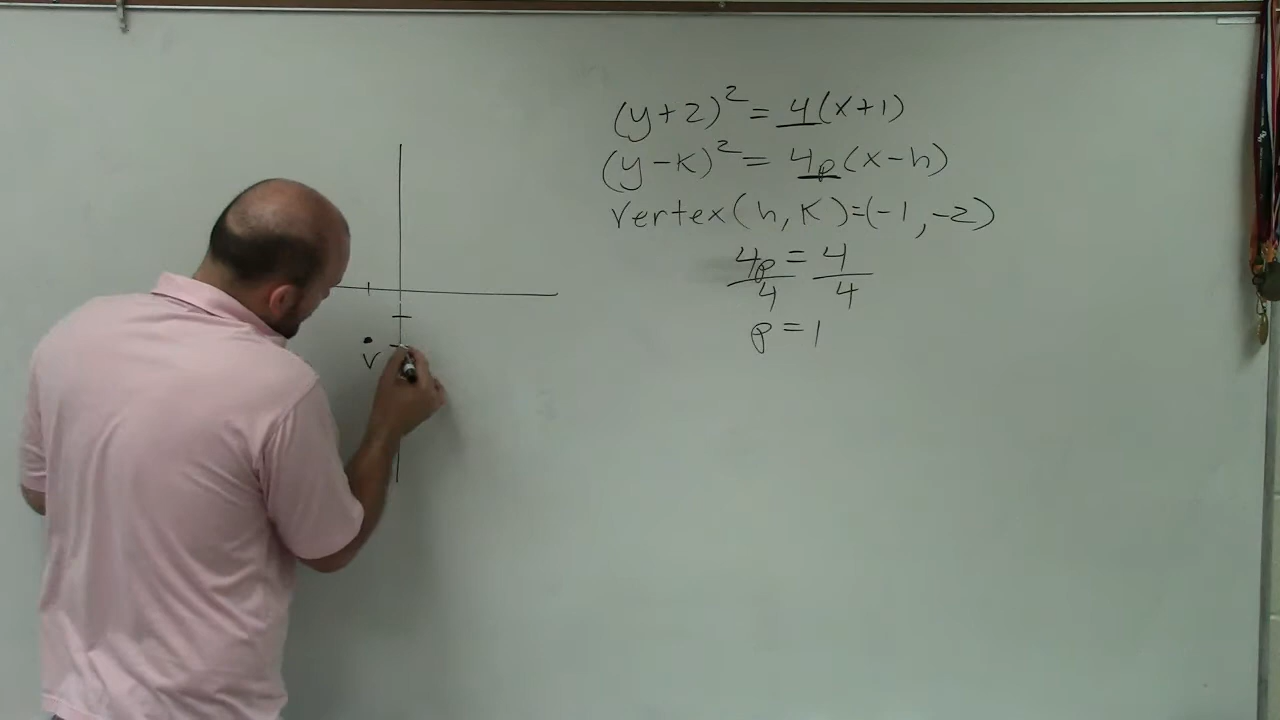 (y+2)² = 4(x+1)
(y-k)² = 4p(x-h)
vertex(h,k)=(-1,-2)
4p = 4
4 4
p = 1
v